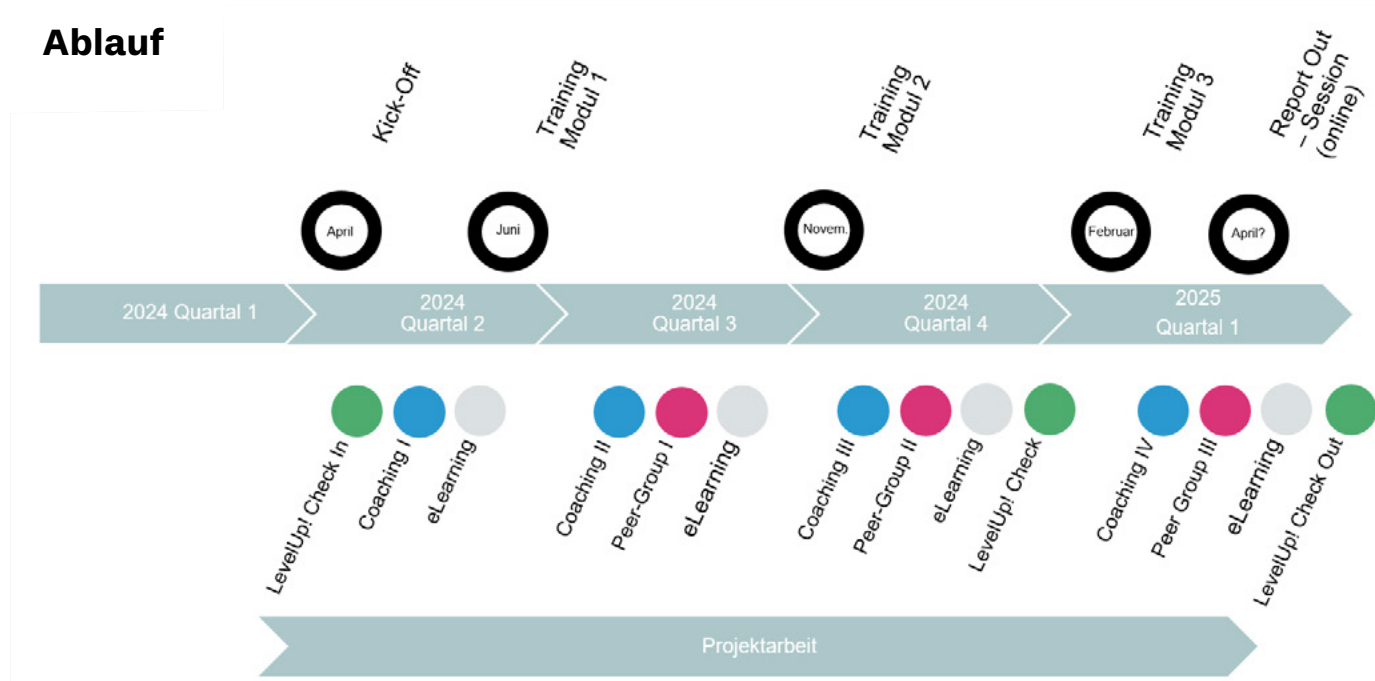 Ablauf
Kick-Off
Training
Modul 1
Training
Modul 2
Training
Modul 3
Report Out
– Session
(online)
April
Juni
Novem.
Februar
April?
2024 Quartal 1
2024
Quartal 2
2024
Quartal 3
2024
Quartal 4
2025
Quartal 1
LevelUp! Check In
Coaching I
eLearning
Coaching II
Peer-Group I
eLearning
Coaching III
Peer-Group II
eLearning
LevelUp! Check
Coaching IV
Peer Group III
eLearning
LevelUp! Check Out
Projektarbeit